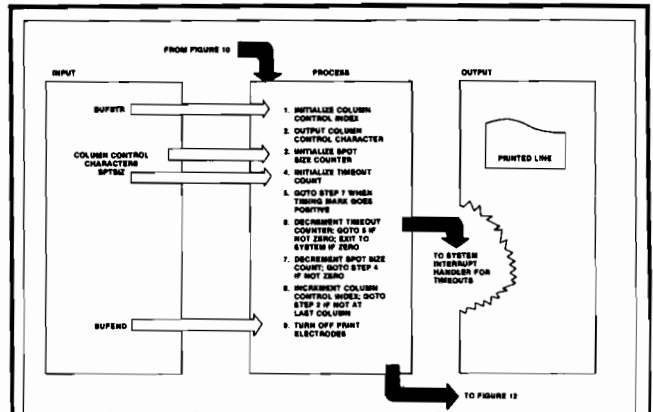 FROM FIGURE 10
INPUT
PROCESS
OUTPUT
BUFSTR
COLUMN CONTROL
CHARACTERS
SPTSIZ
BUFEND
1. INITIALIZE COLUMN
CONTROL INDEX
2. OUTPUT COLUMN
CONTROL CHARACTER
3. INITIALIZE SPOT
SIZE COUNTER
4. INITIALIZE TIMEOUT
COUNT
5. GOTO STEP 7 WHEN
TIMING MARK GOES
POSITIVE
6. DECREMENT TIMEOUT
COUNTER; GOTO 5 IF
NOT ZERO; EXIT TO
SYSTEM IF ZERO
7. DECREMENT SPOT SIZE
COUNT; GOTO STEP 4
IF NOT ZERO
8. INCREMENT COLUMN
CONTROL INDEX; GOTO
STEP 2 IF NOT AT
LAST COLUMN
9. TURN OFF PRINT
ELECTRODES
PRINTED LINE
TO SYSTEM
INTERRUPT
HANDLER FOR
TIMEOUTS
TO FIGURE 12